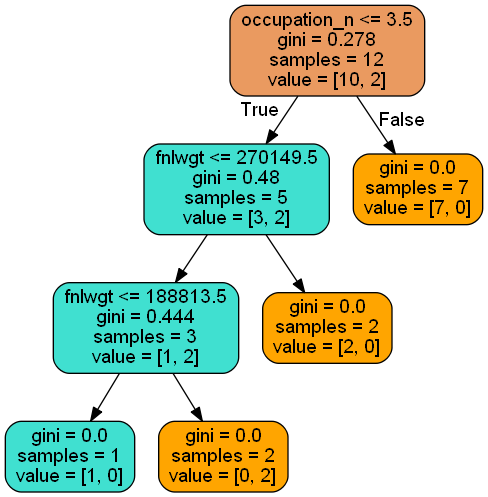 occupation_n <= 3.5
gini = 0.278
samples = 12
value = [10, 2]
True
False
fnlwgt <= 270149.5
gini = 0.48
samples = 5
value = [3, 2]
gini = 0.0
samples = 7
value = [7, 0]
fnlwgt <= 188813.5
gini = 0.444
samples = 3
value = [1, 2]
gini = 0.0
samples = 2
value = [2, 0]
gini = 0.0
samples = 1
value = [1, 0]
gini = 0.0
samples = 2
value = [0, 2]